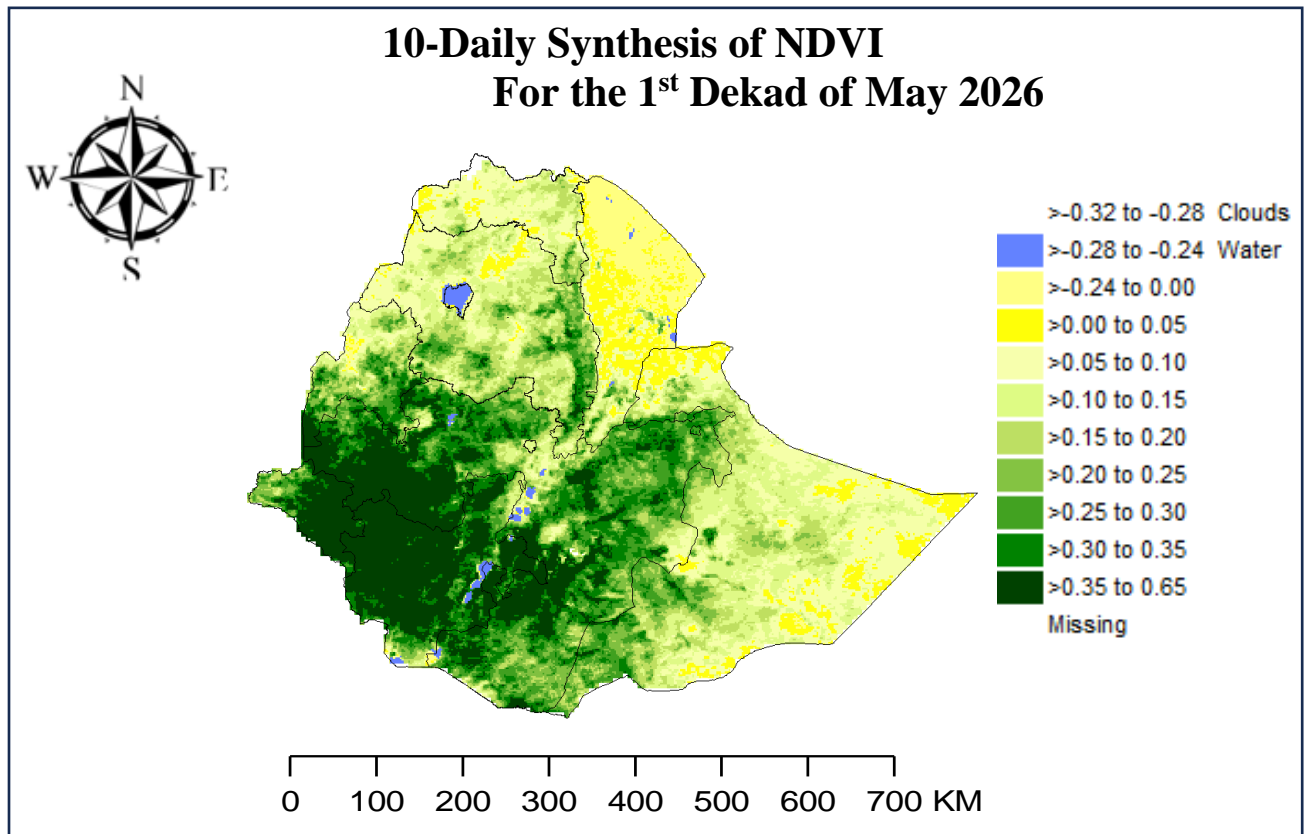 10-Daily Synthesis of NDVI
For the 1st Dekad of May 2026
N
W E
S
>-0.32 to -0.28 Clouds
>-0.28 to -0.24 Water
>-0.24 to 0.00
>0.00 to 0.05
>0.05 to 0.10
>0.10 to 0.15
>0.15 to 0.20
>0.20 to 0.25
>0.25 to 0.30
>0.30 to 0.35
>0.35 to 0.65
Missing
0 100 200 300 400 500 600 700 KM